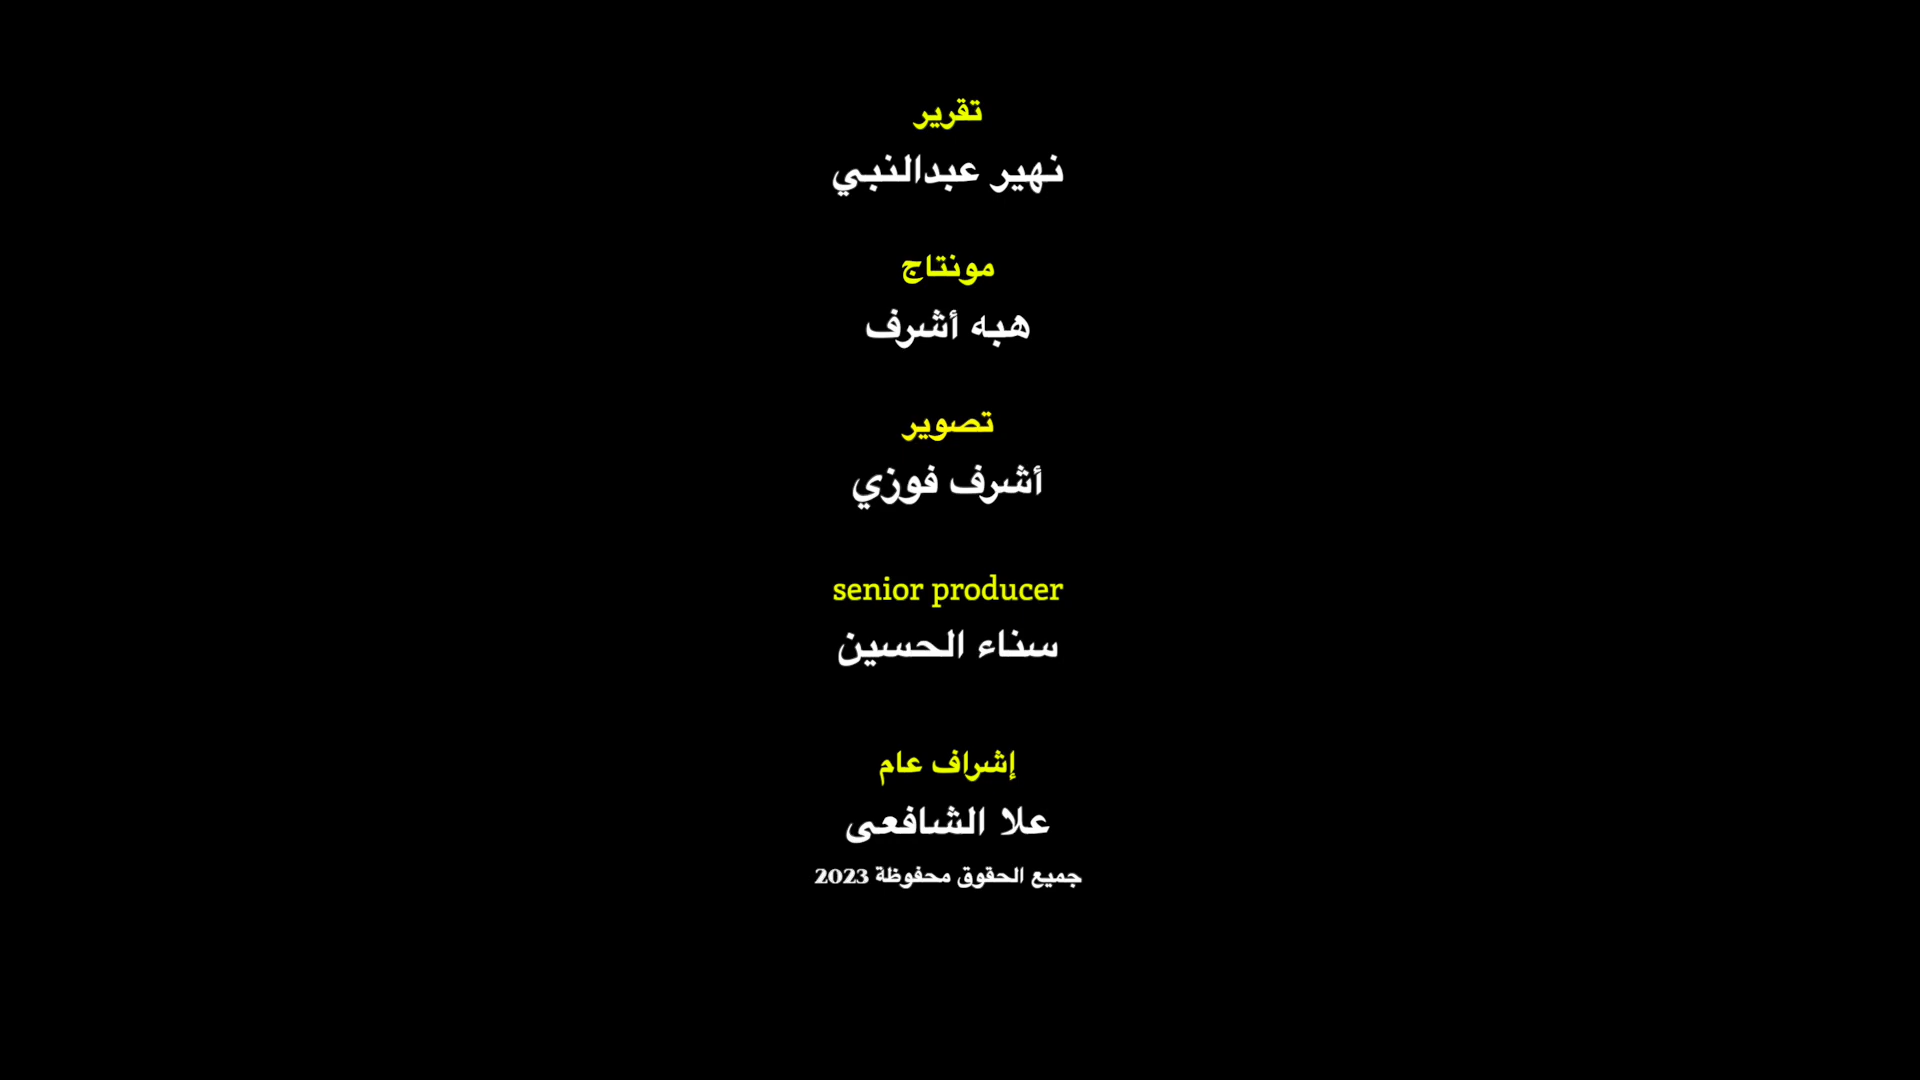 تقرير
نهير عبدالنبي
مونتاج
هبه أشرف
تصوير
أشرف فوزي
senior producer
سناء الحسين
إشراف عام
علا الشافعى
جميع الحقوق محفوظة 2023